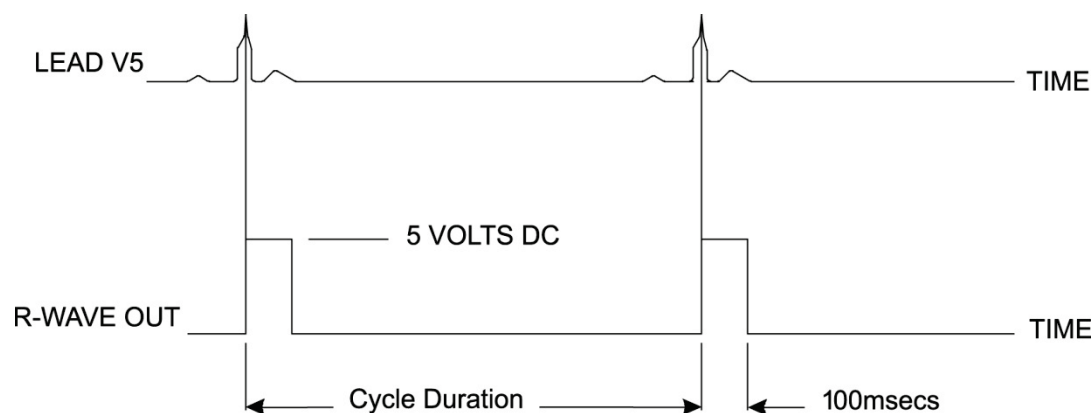 LEAD V5
TIME
5 VOLTS DC
R-WAVE OUT
TIME
Cycle Duration
100msecs